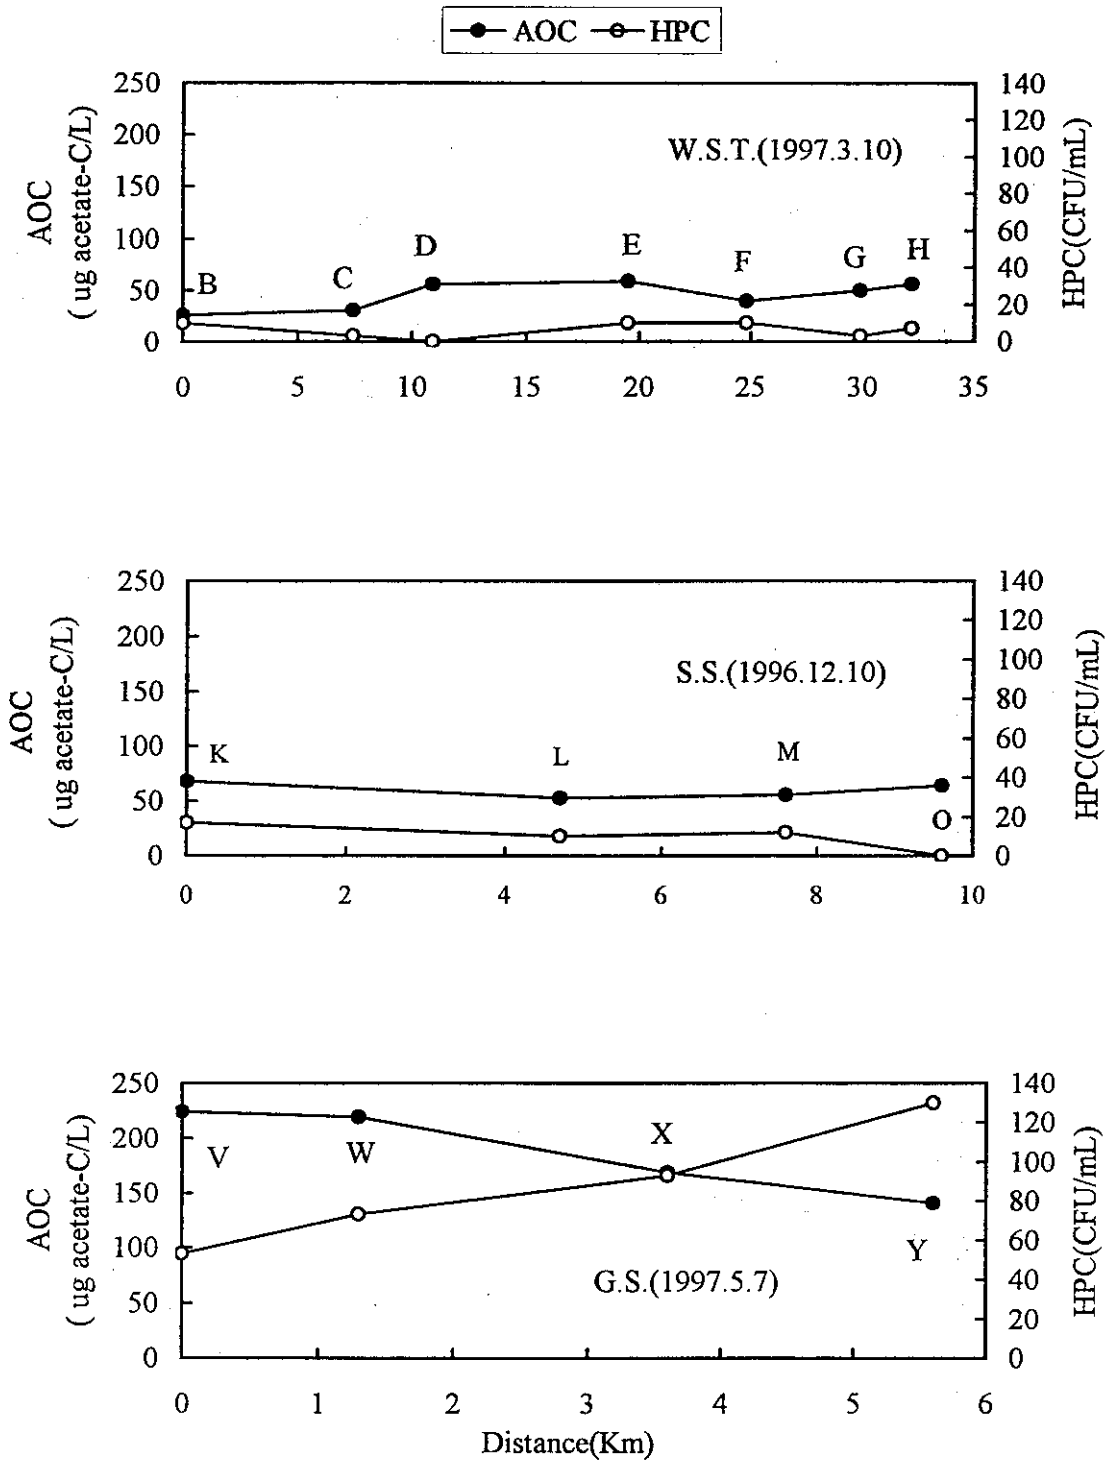 AOC HPC
AOC
( ug acetate-C/L)
250
200
150
100
50
0
W.S.T.(1997.3.10)
B
C
D
E
F
G
H
140
120
100
80
60
40
20
0
HPC(CFU/mL)
0 5 10 15 20 25 30 35
AOC
( ug acetate-C/L)
250
200
150
100
50
0
S.S.(1996.12.10)
K
L
M
O
140
120
100
80
60
40
20
0
HPC(CFU/mL)
0 2 4 6 8 10
AOC
( ug acetate-C/L)
250
200
150
100
50
0
V
W
X
Y
G.S.(1997.5.7)
140
120
100
80
60
40
20
0
HPC(CFU/mL)
0 1 2 3 4 5 6
Distance(Km)